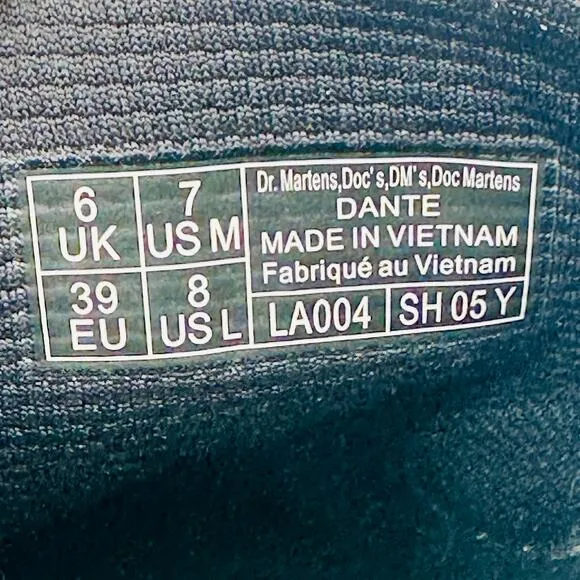 6
UK
7
US M
39
EU
8
US L
Dr. Martens,Doc's,DM's,Doc Martens
DANTE
MADE IN VIETNAM
Fabriqué au Vietnam
LA004
SH 05 Y